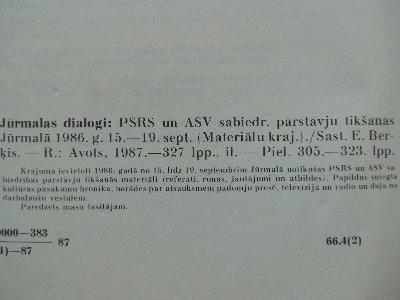 Jūrmalas dialogi: PSRS un ASV sabiedr. pārstāvju tikšanās
Jūrmalā 1986. g. 15.—19. sept. (Materiālu krāj.)./Sast. E. Ber-
ķis. — R.: Avots, 1987.—327 lpp., il. — Piel. 305.—323. lpp.
Krājumā ievietoti 1986. gadā no 15. līdz 19. septembrim Jūrmalā notikušās PSRS un ASV sa-
biedrības pārstāvju tikšanās materiāli (referāti, runas, jautājumi un atbildes). Papildus sniegta
kultūras pasākumu hronika, norādes par atsauksmēm padomju presē, televīzijā un radio un daļa no
darbaļaužu vēstulēm.
Paredzēts masu lasītājam.
0000—383
1)—87
87
66.4(2)